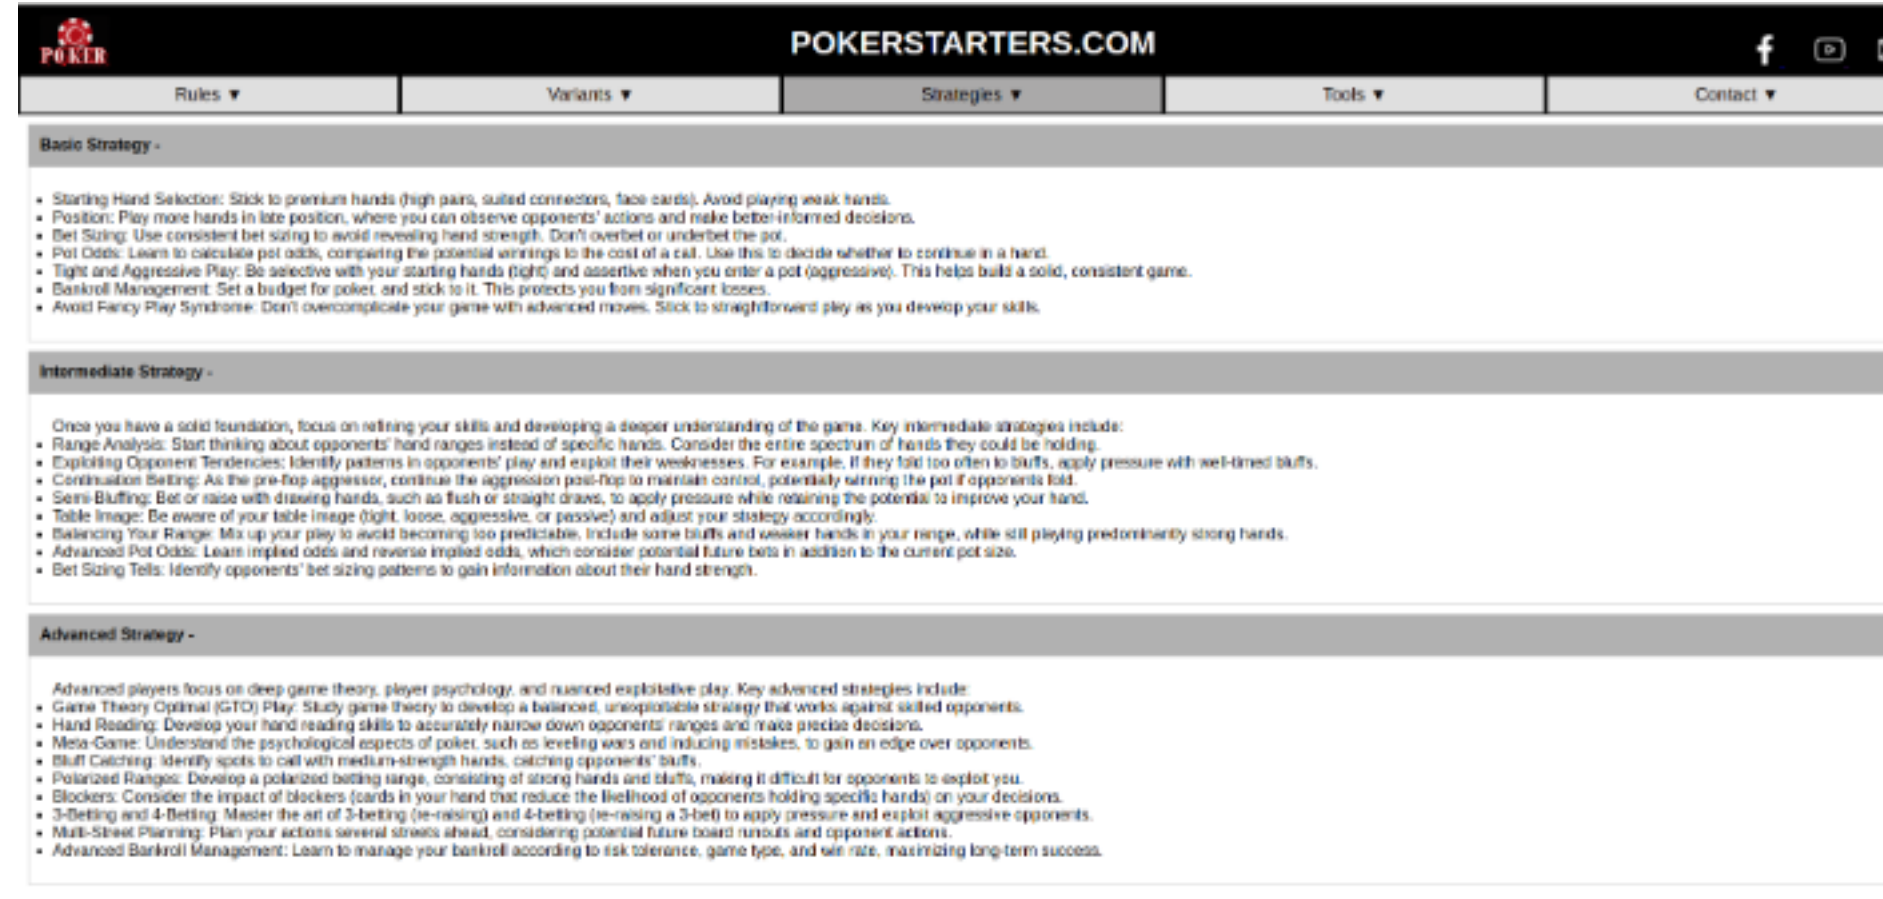 POKER
POKERSTARTERS.COM
Rules ▼
Variants ▼
Strategies ▼
Tools ▼
Contact ▼
Basic Strategy -
• Starting Hand Selection: Stick to premium hands (high pairs, suited connectors, face cards). Avoid playing weak hands.
• Position: Play more hands in late position, where you can observe opponents' actions and make better-informed decisions.
• Bet Sizing: Use consistent bet sizing to avoid revealing hand strength. Don't overbet or underbet the pot.
• Pot Odds: Learn to calculate pot odds, comparing the potential winnings to the cost of a call. Use this to decide whether to continue in a hand.
• Tight and Aggressive Play: Be selective with your starting hands (tight) and assertive when you enter a pot (aggressive). This helps build a solid, consistent game.
• Bankroll Management: Set a budget for poker, and stick to it. This protects you from significant losses.
• Avoid Fancy Play Syndrome: Don't overcomplicate your game with advanced moves. Stick to straightforward play as you develop your skills.
Intermediate Strategy -
Once you have a solid foundation, focus on refining your skills and developing a deeper understanding of the game. Key intermediate strategies include:
• Range Analysis: Start thinking about opponents' hand ranges instead of specific hands. Consider the entire spectrum of hands they could be holding.
• Exploiting Opponent Tendencies: Identify patterns in opponents' play and exploit their weaknesses. For example, if they fold too often to bluffs, apply pressure with well-timed bluffs.
• Continuation Betting: As the pre-flop aggressor, continue the aggression post-flop to maintain control, potentially winning the pot if opponents fold.
• Semi-Bluffing: Bet or raise with drawing hands, such as flush or straight draws, to apply pressure while retaining the potential to improve your hand.
• Table Image: Be aware of your table image (tight, loose, aggressive, or passive) and adjust your strategy accordingly.
• Balancing Your Range: Mix up your play to avoid becoming too predictable. Include some bluffs and weaker hands in your range, while still playing predominantly strong hands.
• Advanced Pot Odds: Learn implied odds and reverse implied odds, which consider potential future bets in addition to the current pot size.
• Bet Sizing Tells: Identify opponents' bet sizing patterns to gain information about their hand strength.
Advanced Strategy -
Advanced players focus on deep game theory, player psychology, and nuanced exploitative play. Key advanced strategies include:
• Game Theory Optimal (GTO) Play: Study game theory to develop a balanced, unexploitable strategy that works against skilled opponents.
• Hand Reading: Develop your hand reading skills to accurately narrow down opponents' ranges and make precise decisions.
• Meta-Game: Understand the psychological aspects of poker, such as leveling wars and inducing mistakes, to gain an edge over opponents.
• Bluff Catching: Identify spots to call with medium-strength hands, catching opponents' bluffs.
• Polarized Ranges: Develop a polarized betting range, consisting of strong hands and bluffs, making it difficult for opponents to exploit you.
• Blockers: Consider the impact of blockers (cards in your hand that reduce the likelihood of opponents holding specific hands) on your decisions.
• 3-Betting and 4-Betting: Master the art of 3-betting (re-raising) and 4-betting (re-raising a 3-bet) to apply pressure and exploit aggressive opponents.
• Multi-Street Planning: Plan your actions several streets ahead, considering potential future board runouts and opponent actions.
• Advanced Bankroll Management: Learn to manage your bankroll according to risk tolerance, game type, and win rate, maximizing long-term success.